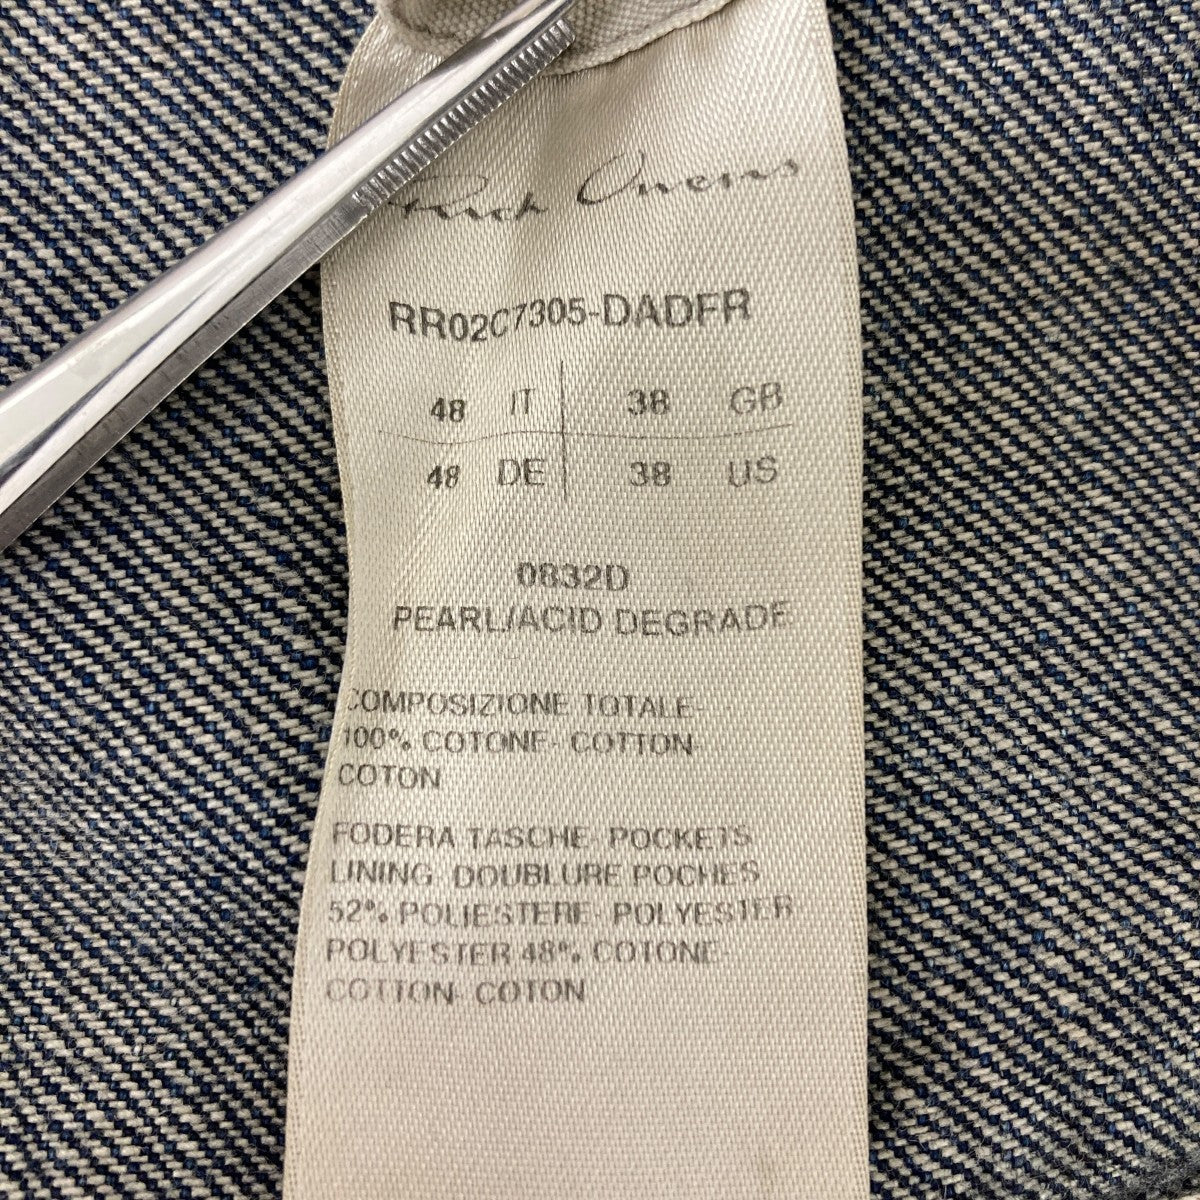 Rick Owens
RR02C7305-DADFR
48 IT 38 GB
48 DE 38 US
0832D
PEARL/ACID DEGRADE
COMPOSIZIONE TOTALE-
100% COTONE- COTTON-
COTON
FODERA TASCHE- POCKETS
LINING- DOUBLURE POCHES
52% POLIESTERE- POLYESTER-
POLYESTER 48% COTONE-
COTTON- COTON